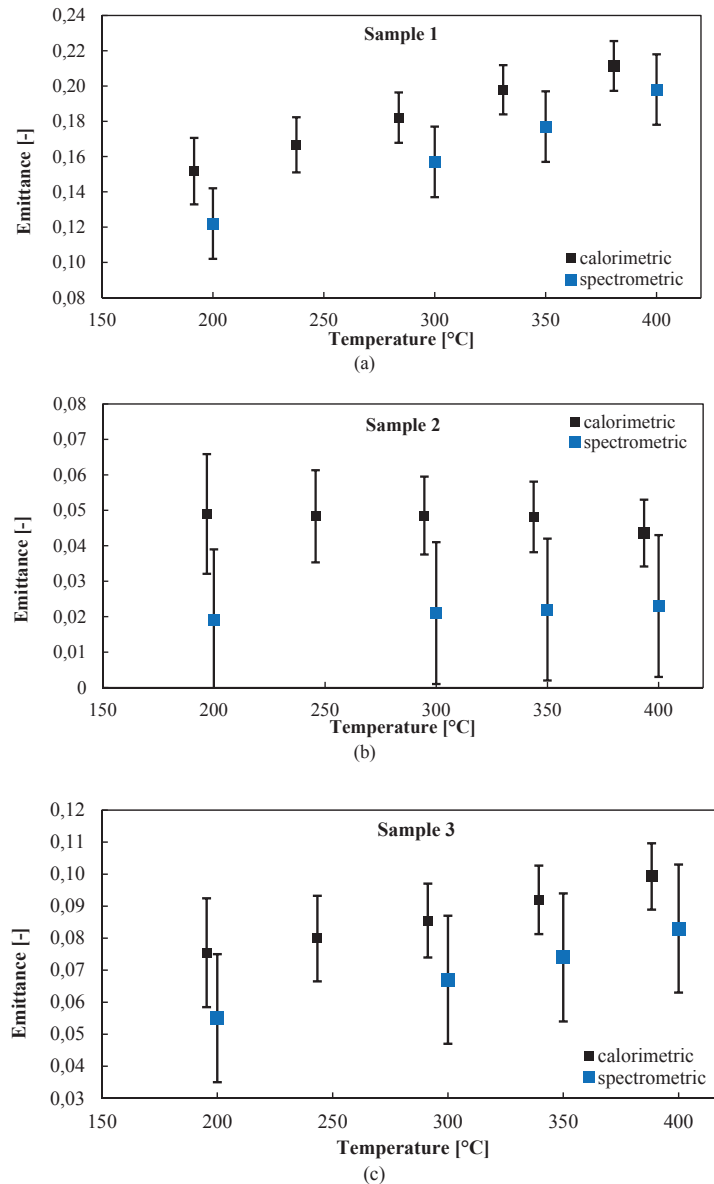 0,24
0,22
0,20
0,18
0,16
0,14
0,12
0,10
0,08
Emittance [-]
Sample 1
calorimetric
spectrometric
150 200 250 300 350 400
Temperature [°C]
(a)
0,08
0,07
0,06
0,05
0,04
0,03
0,02
0,01
0
Emittance [-]
Sample 2
calorimetric
spectrometric
150 200 250 300 350 400
Temperature [°C]
(b)
0,12
0,11
0,10
0,09
0,08
0,07
0,06
0,05
0,04
0,03
Emittance [-]
Sample 3
calorimetric
spectrometric
150 200 250 300 350 400
Temperature [°C]
(c)